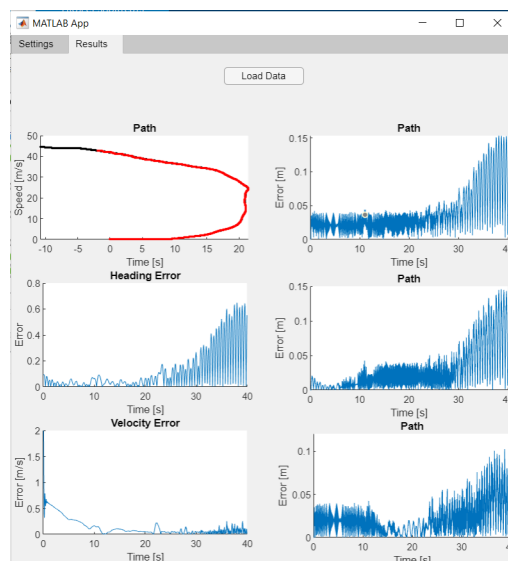 MATLAB App
Settings Results
Load Data
Path
Speed [m/s]
50
40
30
20
10
0
-10 -5 0 5 10 15 20
Time [s]
Path
Error [m]
0.15
0.1
0.05
0
0 10 20 30 40
Time [s]
Heading Error
Error
0.8
0.6
0.4
0.2
0
0 10 20 30 40
Time [s]
Path
Error [m]
0.15
0.1
0.05
0
0 10 20 30 40
Time [s]
Velocity Error
Error [m/s]
2
1.5
1
0.5
0
0 10 20 30 40
Time [s]
Path
Error [m]
0.1
0.05
0
0 10 20 30 40
Time [s]